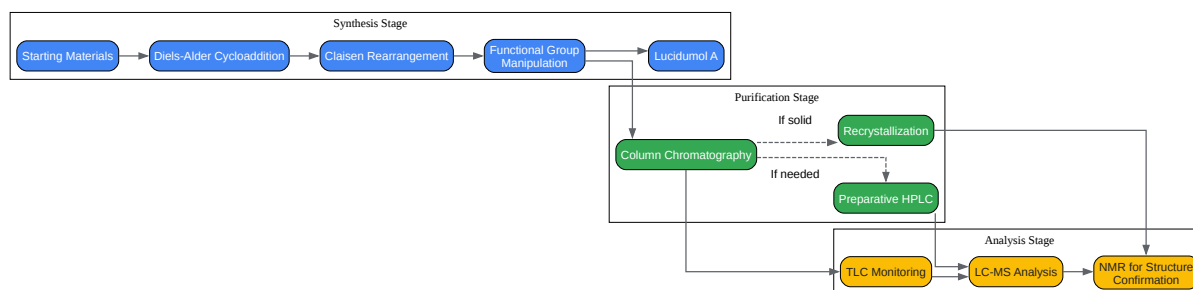 Synthesis Stage
Starting Materials
Diels-Alder Cycloaddition
Claisen Rearrangement
Functional Group
Manipulation
Lucidumol A
Purification Stage
If solid
Recrystallization
Column Chromatography
If needed
Preparative HPLC
Analysis Stage
TLC Monitoring
LC-MS Analysis
NMR for Structure
Confirmation